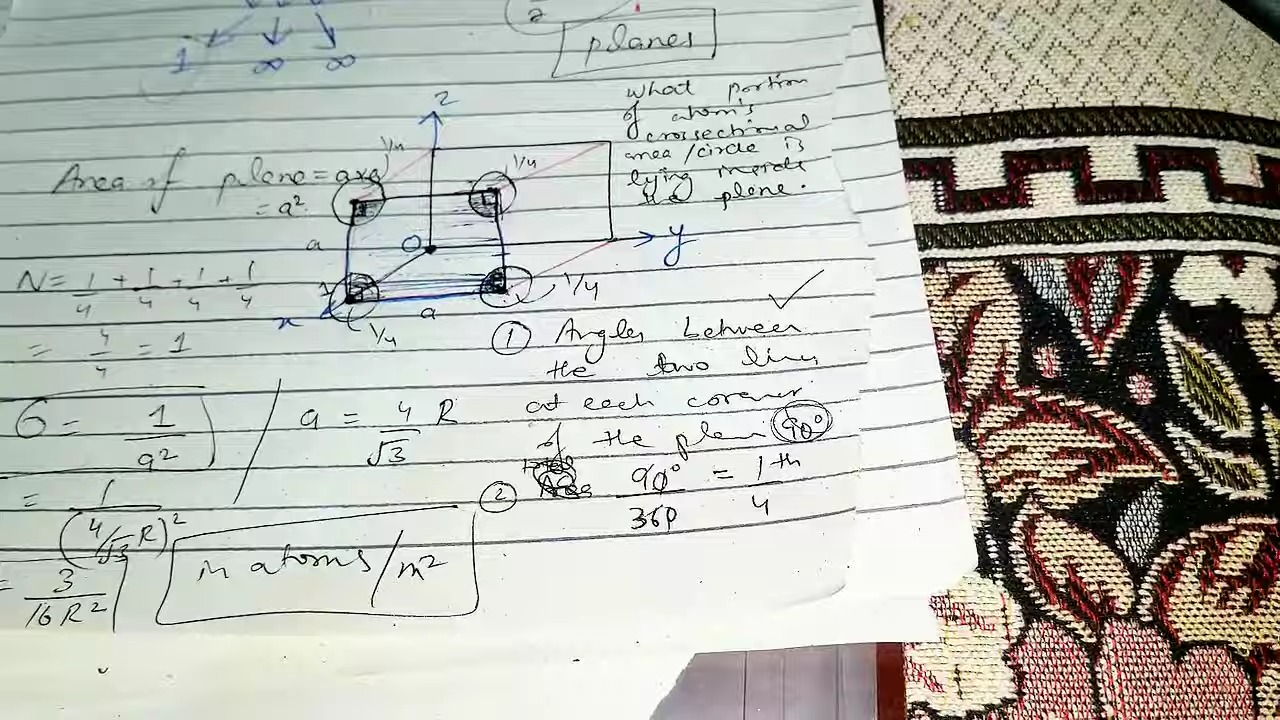 1 ∞ ∞
2
planes
what portion
of atom's
crossectional
area/circle is
lying inside
the plane.
Z
1/4
1/4
Area of plane = axa
= a²
a
O
y
N = 1/4 + 1/4 + 1/4 + 1/4
1/4
x
1/4
a
= 4/4 = 1
① Angles between
the two lines
at each corner
of the plane 90°
σ = 1/a²
a = 4/√3 R
② 90°/360 = 1/4 th
= 1/(4/√3 R)²
in atoms/m²
= 3/16R²